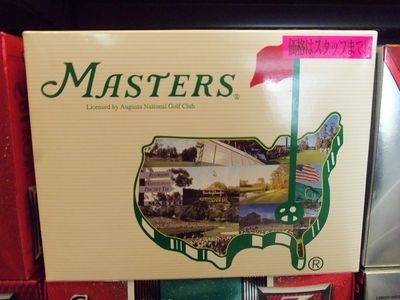 価格はスタッフまで!
MASTERS®
Licensed by Augusta National Golf Club
®